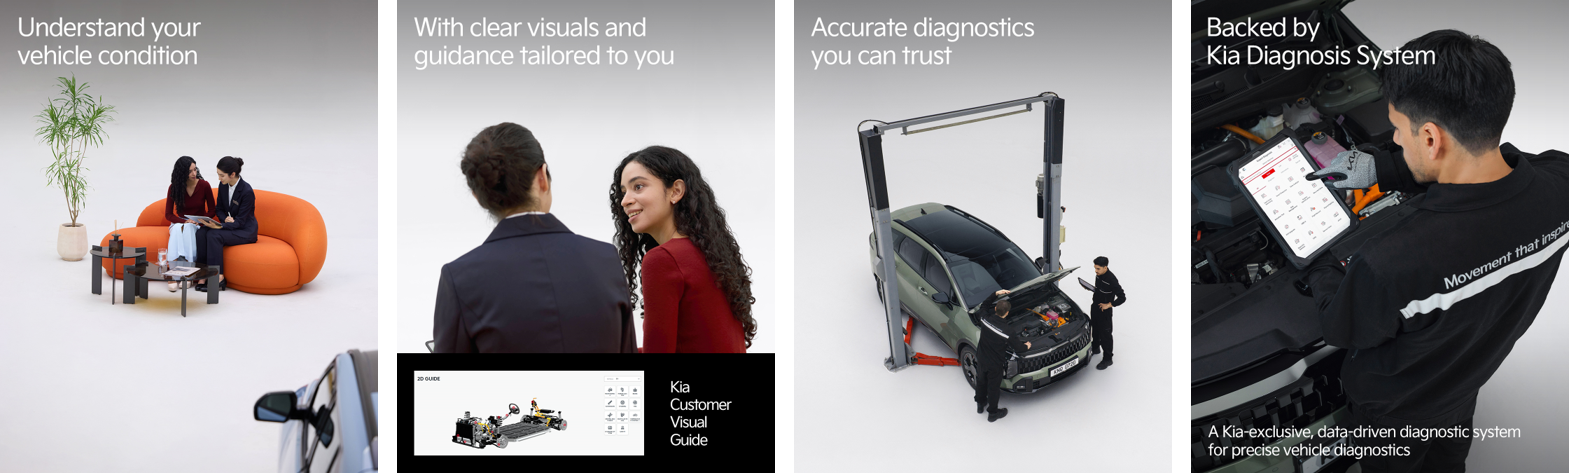 Understand your
vehicle condition
With clear visuals and
guidance tailored to you
2D GUIDE
Kia
Customer
Visual
Guide
Accurate diagnostics
you can trust
Backed by
Kia Diagnosis System
Movement that inspires
A Kia-exclusive, data-driven diagnostic system
for precise vehicle diagnostics